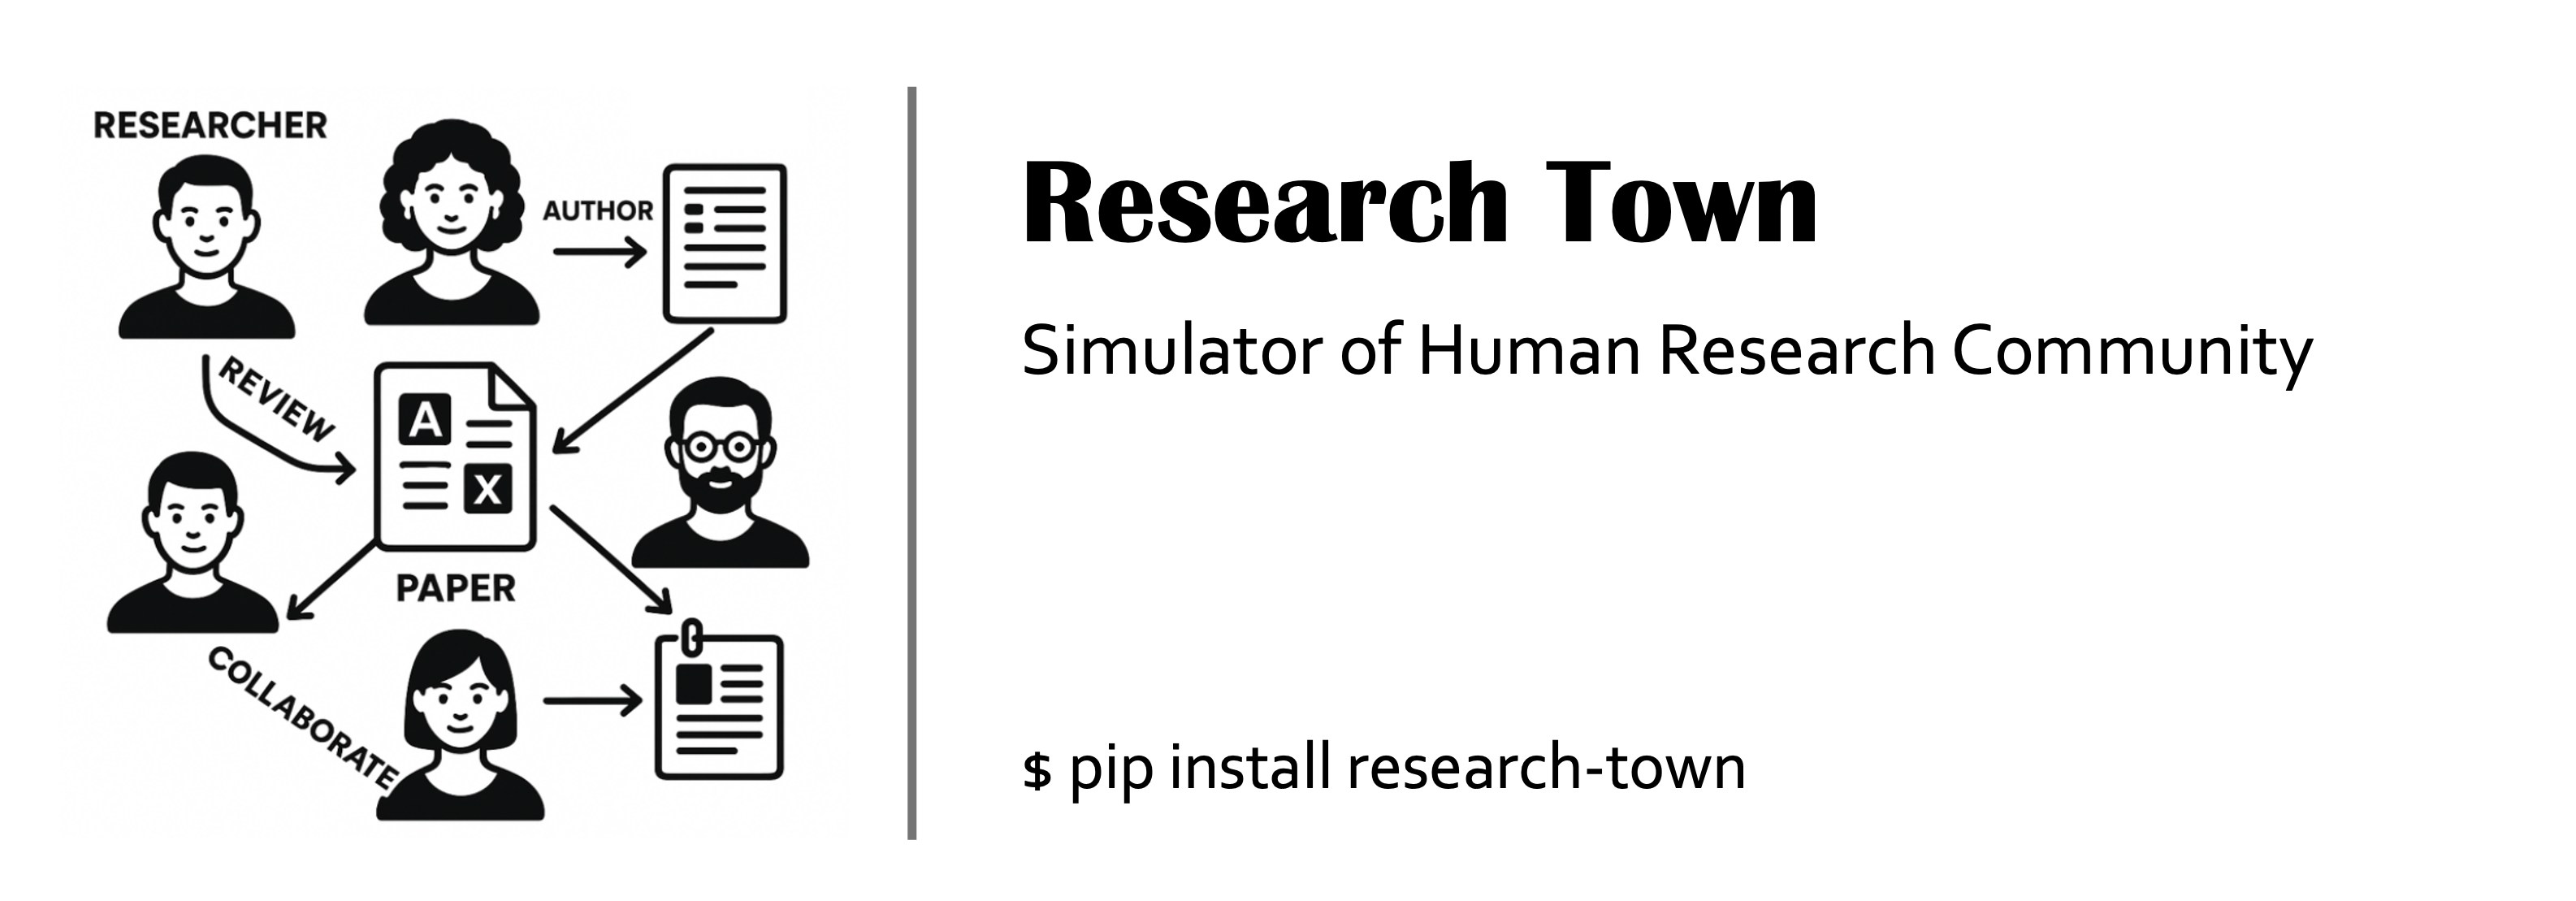 RESEARCHER
AUTHOR
REVIEW
A
X
PAPER
COLLABORATE
Research Town
Simulator of Human Research Community
$ pip install research-town